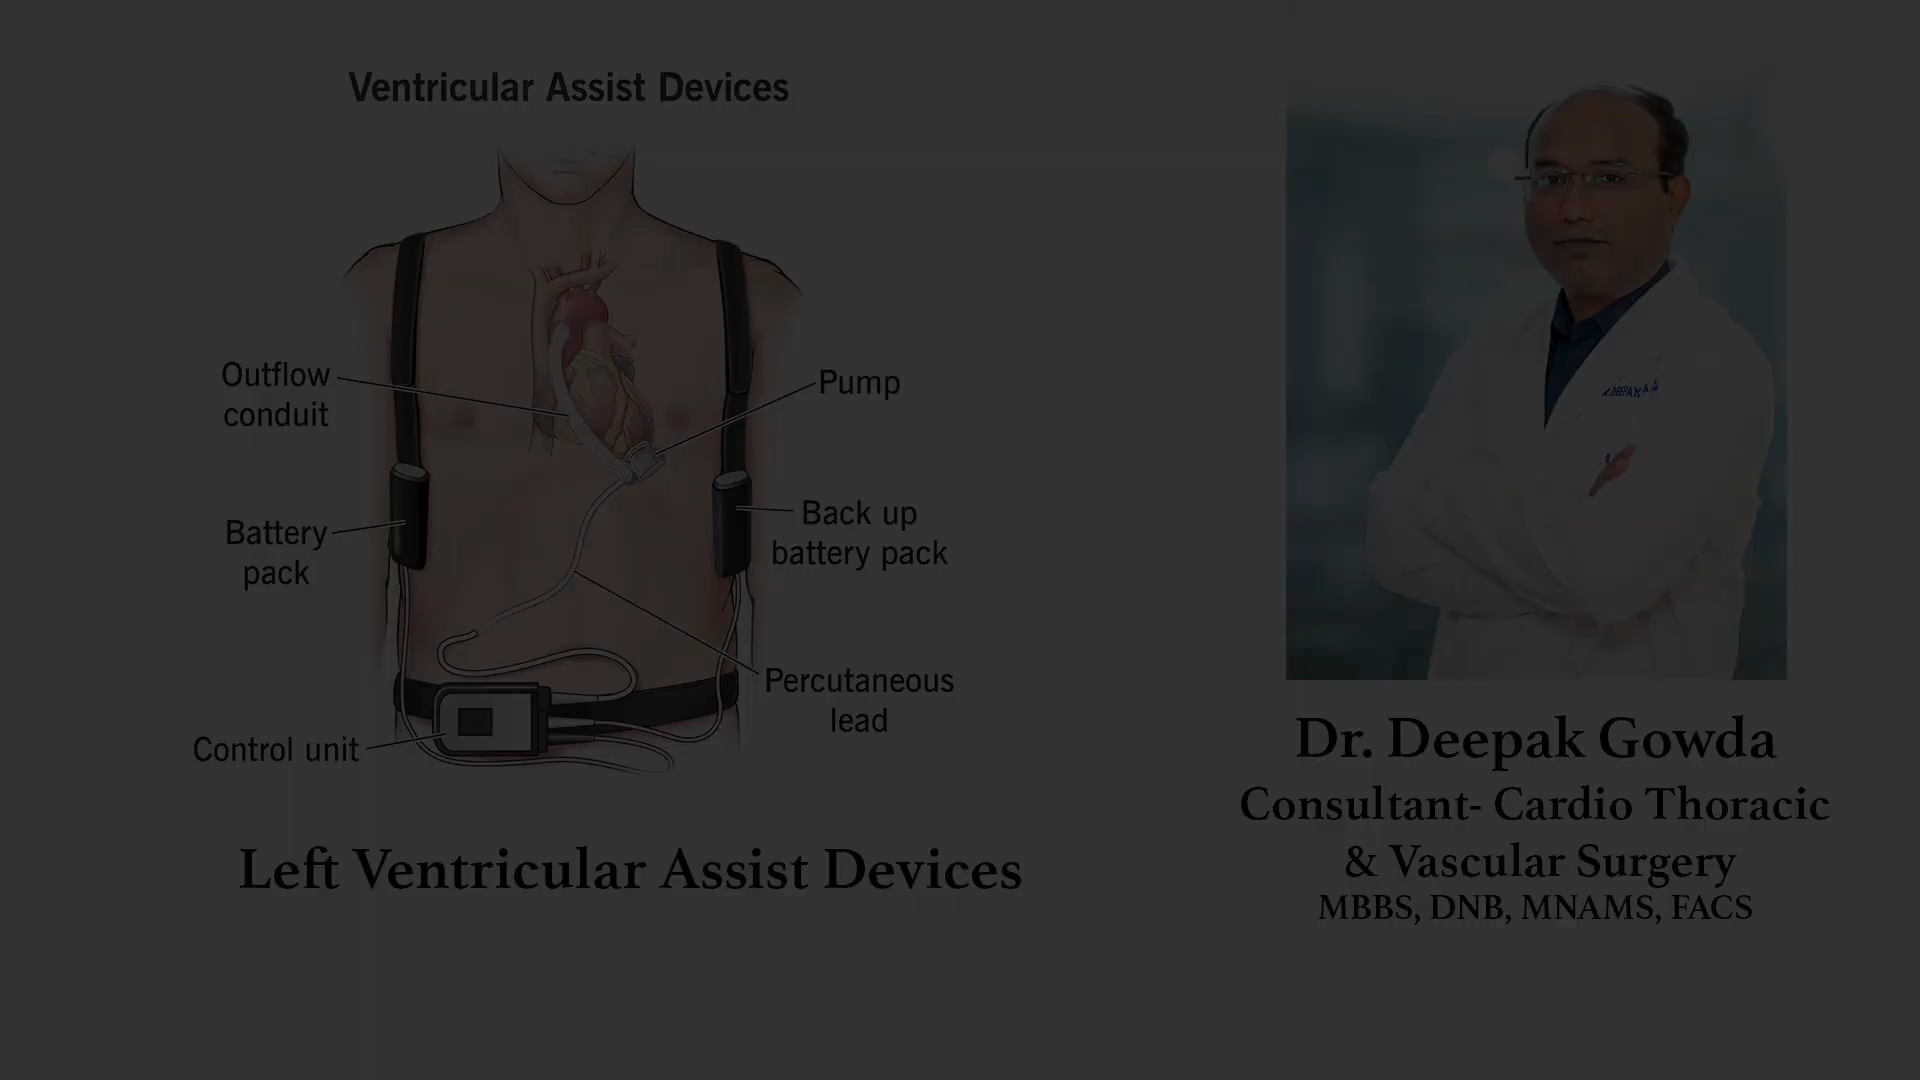 Ventricular Assist Devices
Outflow
conduit
Pump
Battery
pack
Back up
battery pack
Percutaneous
lead
Control unit
Left Ventricular Assist Devices
Dr. Deepak Gowda
Consultant- Cardio Thoracic
& Vascular Surgery
MBBS, DNB, MNAMS, FACS